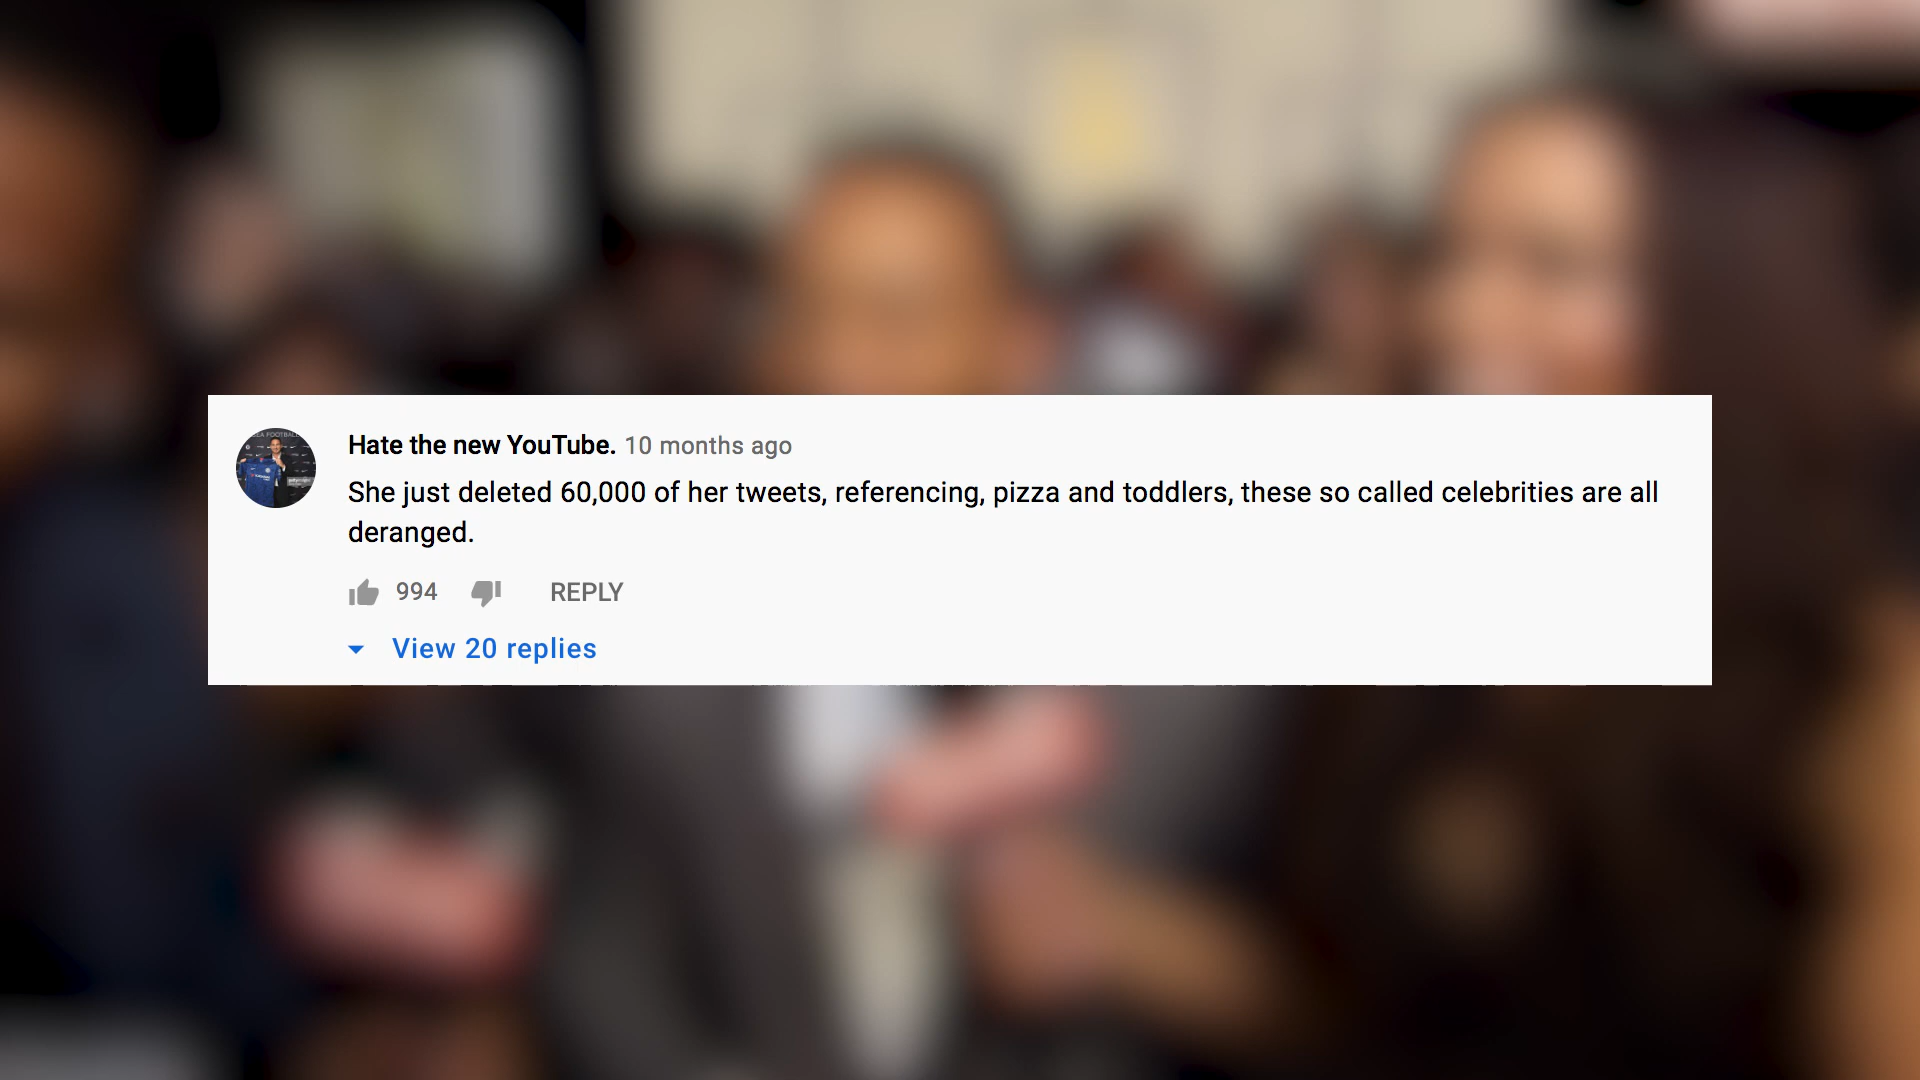 Hate the new YouTube. 10 months ago
She just deleted 60,000 of her tweets, referencing, pizza and toddlers, these so called celebrities are all
deranged.
994 REPLY
View 20 replies